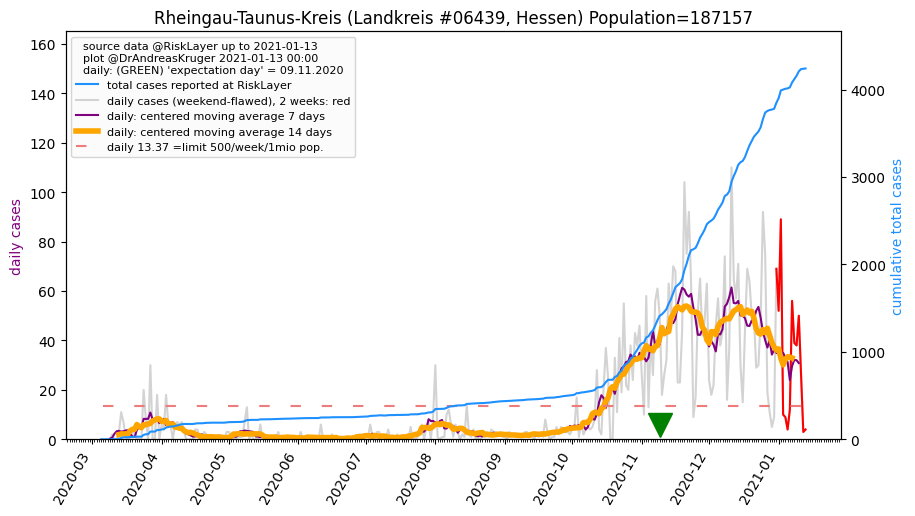 Rheingau-Taunus-Kreis (Landkreis #06439, Hessen) Population=187157
source data @RiskLayer up to 2021-01-13
plot @DrAndreasKruger 2021-01-13 00:00
daily: (GREEN) 'expectation day' = 09.11.2020
total cases reported at RiskLayer
daily cases (weekend-flawed), 2 weeks: red
daily: centered moving average 7 days
daily: centered moving average 14 days
daily 13.37 =limit 500/week/1mio pop.
daily cases
160
140
120
100
80
60
40
20
0
cumulative total cases
4000
3000
2000
1000
0
2020-03
2020-04
2020-05
2020-06
2020-07
2020-08
2020-09
2020-10
2020-11
2020-12
2021-01